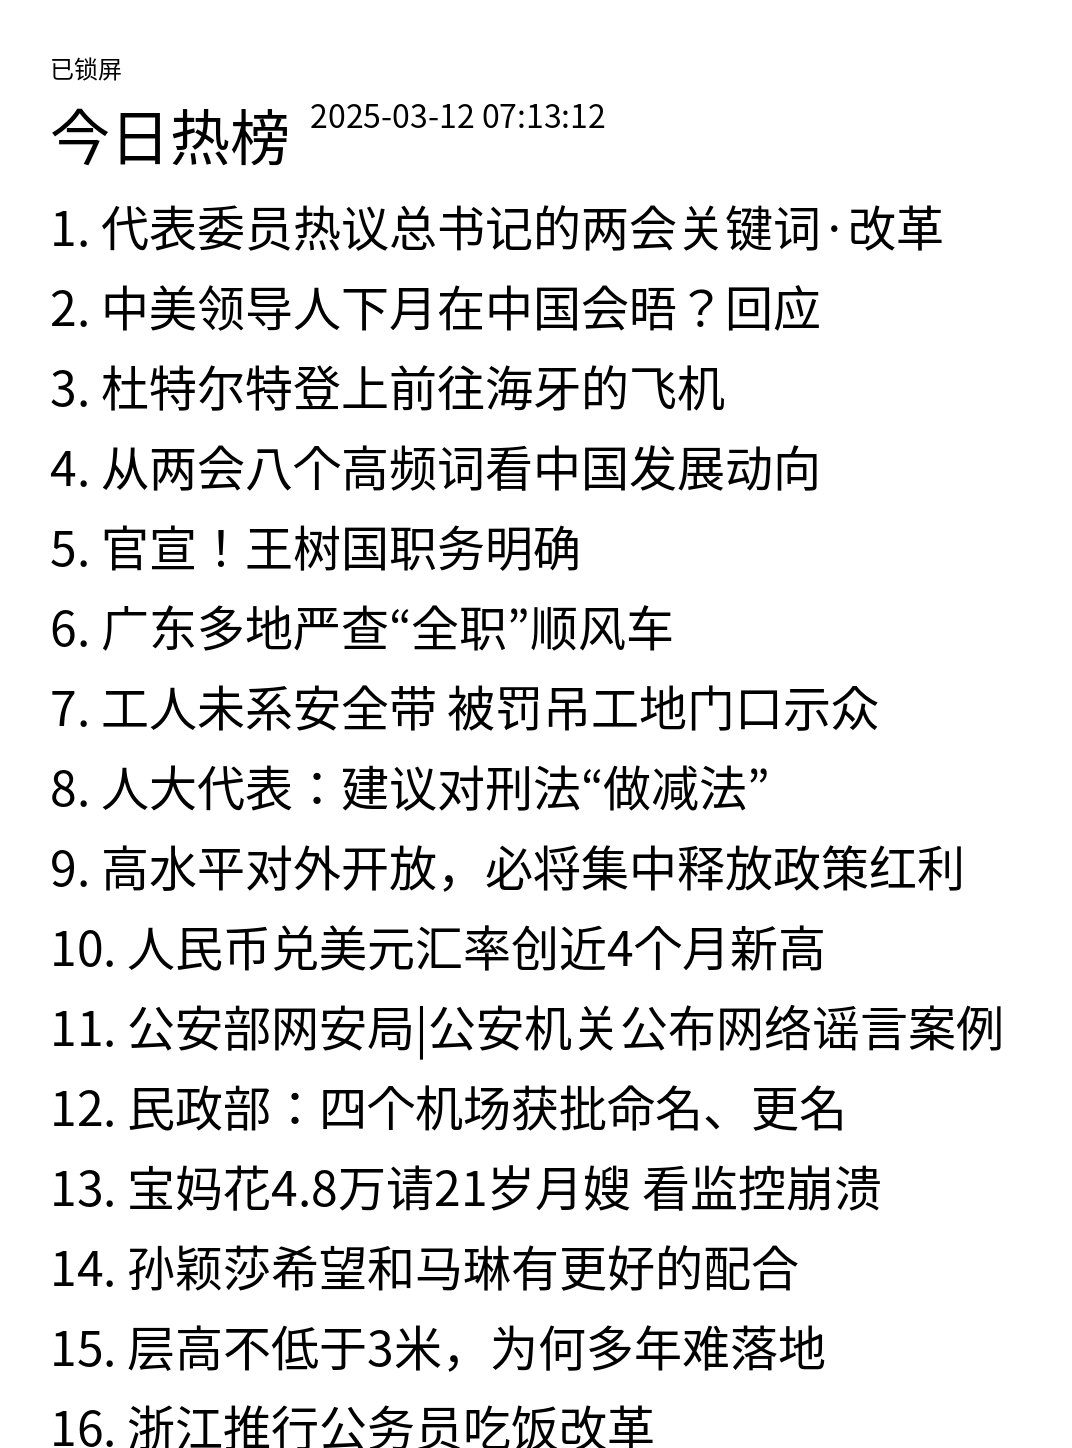 已锁屏
今日热榜 2025-03-12 07:13:12
1. 代表委员热议总书记的两会关键词·改革
2. 中美领导人下月在中国会晤？回应
3. 杜特尔特登上前往海牙的飞机
4. 从两会八个高频词看中国发展动向
5. 官宣！王树国职务明确
6. 广东多地严查“全职”顺风车
7. 工人未系安全带 被罚吊工地门口示众
8. 人大代表：建议对刑法“做减法”
9. 高水平对外开放，必将集中释放政策红利
10. 人民币兑美元汇率创近4个月新高
11. 公安部网安局|公安机关公布网络谣言案例
12. 民政部：四个机场获批命名、更名
13. 宝妈花4.8万请21岁月嫂 看监控崩溃
14. 孙颖莎希望和马琳有更好的配合
15. 层高不低于3米，为何多年难落地
16. 浙江推行公务员吃饭改革